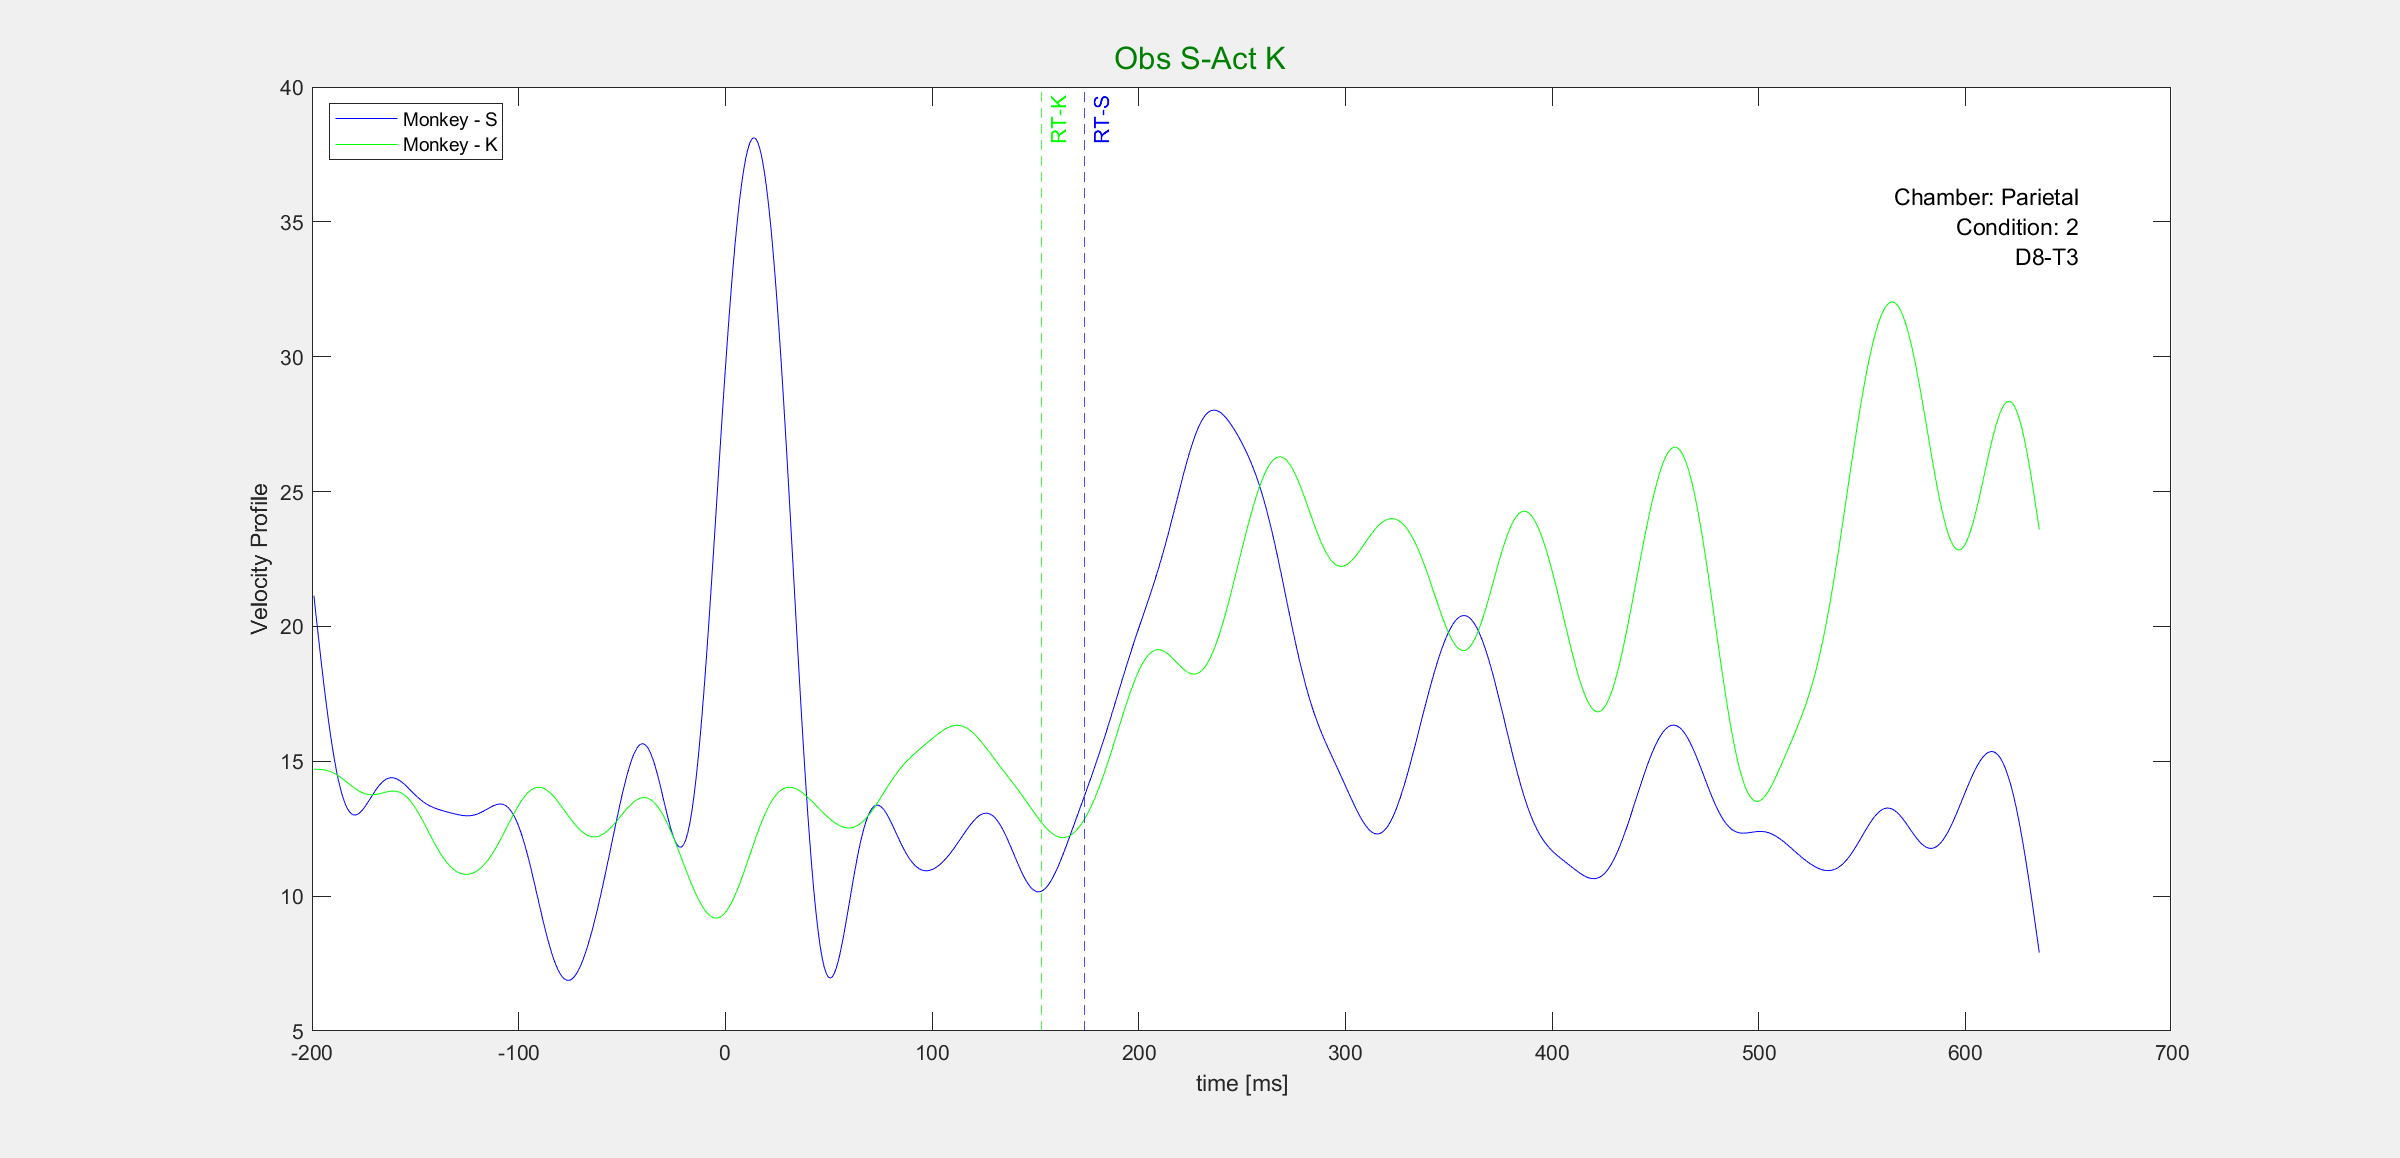 Obs S-Act K
Monkey - S
Monkey - K
RT-K
RT-S
Chamber: Parietal
Condition: 2
D8-T3
Velocity Profile
40
35
30
25
20
15
10
5
-200 -100 0 100 200 300 400 500 600 700
time [ms]